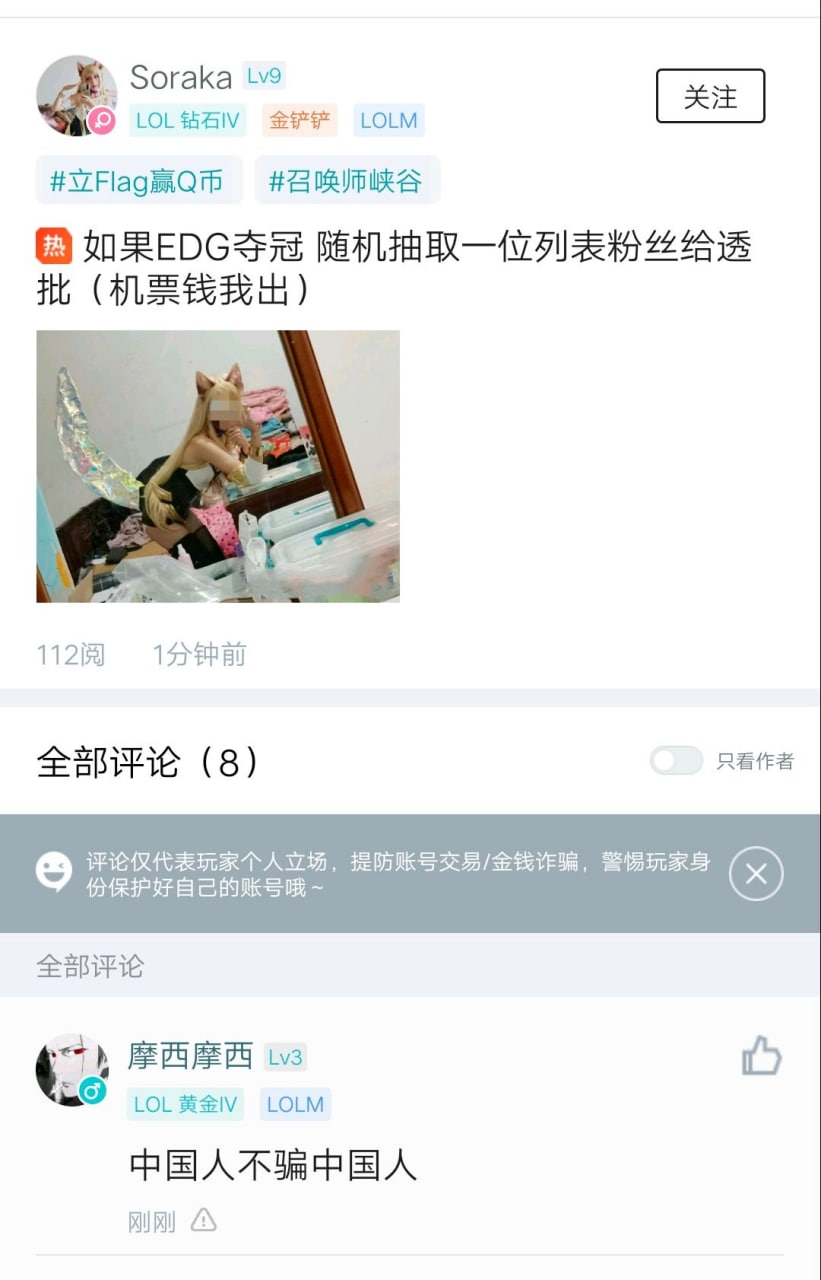 Soraka Lv9
LOL 钻石IV 金铲铲 LOLM
关注
#立Flag赢Q币 #召唤师峡谷
热 如果EDG夺冠 随机抽取一位列表粉丝给透
批（机票钱我出）
112阅 1分钟前
全部评论（8）
只看作者
评论仅代表玩家个人立场，提防账号交易/金钱诈骗，警惕玩家身
份保护好自己的账号哦~
全部评论
摩西摩西 Lv3
LOL 黄金IV LOLM
中国人不骗中国人
刚刚